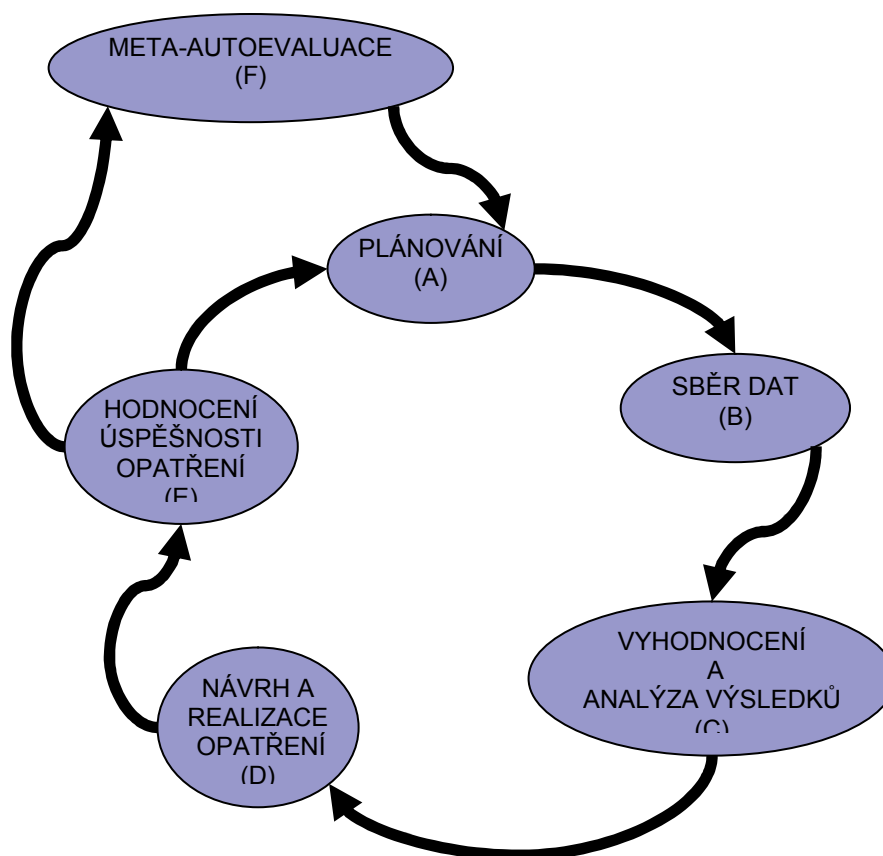 META-AUTOEVALUACE
(F)
PLÁNOVÁNÍ
(A)
SBĚR DAT
(B)
VYHODNOCENÍ
A
ANALÝZA VÝSLEDKŮ
(C)
NÁVRH A
REALIZACE
OPATŘENÍ
(D)
HODNOCENÍ
ÚSPĚŠNOSTI
OPATŘENÍ
(E)